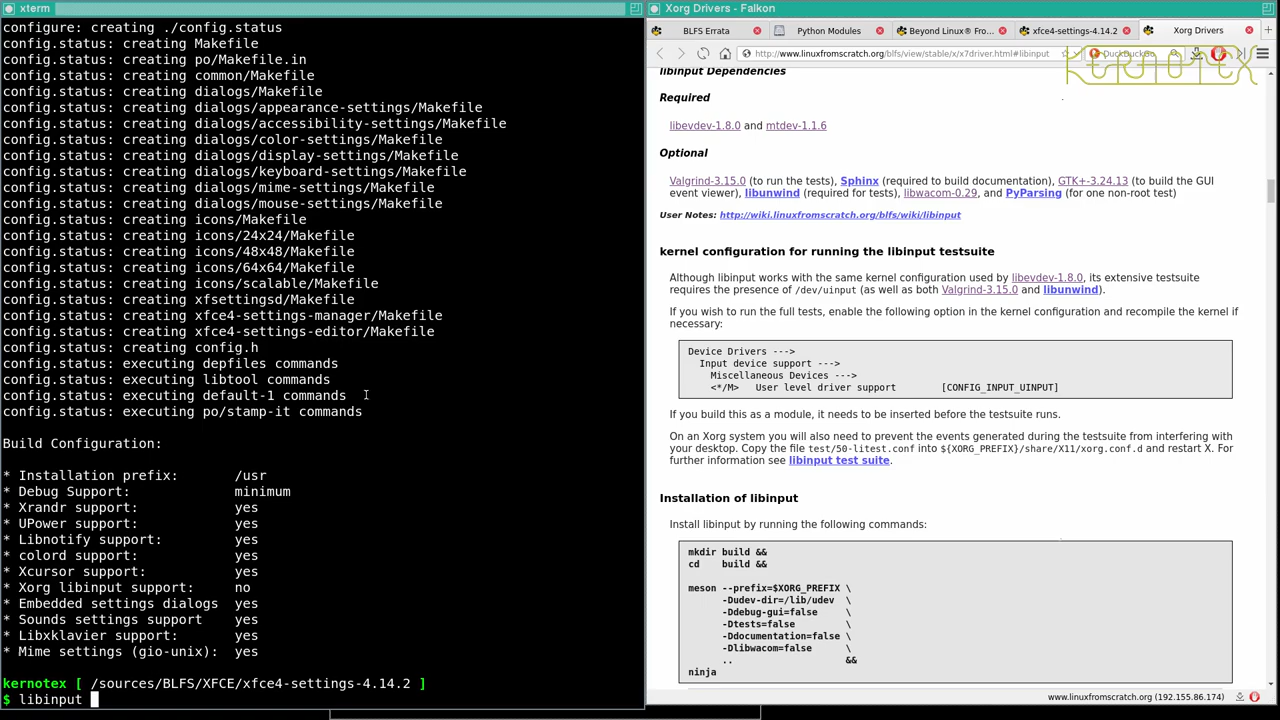 xterm
configure: creating ./config.status
config.status: creating Makefile
config.status: creating po/Makefile.in
config.status: creating common/Makefile
config.status: creating dialogs/Makefile
config.status: creating dialogs/appearance-settings/Makefile
config.status: creating dialogs/accessibility-settings/Makefile
config.status: creating dialogs/color-settings/Makefile
config.status: creating dialogs/display-settings/Makefile
config.status: creating dialogs/keyboard-settings/Makefile
config.status: creating dialogs/mime-settings/Makefile
config.status: creating dialogs/mouse-settings/Makefile
config.status: creating icons/Makefile
config.status: creating icons/24x24/Makefile
config.status: creating icons/48x48/Makefile
config.status: creating icons/64x64/Makefile
config.status: creating icons/scalable/Makefile
config.status: creating xfsettingsd/Makefile
config.status: creating xfce4-settings-manager/Makefile
config.status: creating xfce4-settings-editor/Makefile
config.status: creating config.h
config.status: executing depfiles commands
config.status: executing libtool commands
config.status: executing default-1 commands
config.status: executing po/stamp-it commands
Build Configuration:
* Installation prefix: /usr
* Debug Support: minimum
* Xrandr support: yes
* UPower support: yes
* Libnotify support: yes
* colord support: yes
* Xcursor support: yes
* Xorg libinput support: no
* Embedded settings dialogs yes
* Sounds settings support yes
* Libxklavier support: yes
* Mime settings (gio-unix): yes
kernotex [ /sources/BLFS/XFCE/xfce4-settings-4.14.2 ]
$ libinput
Xorg Drivers - Falkon
BLFS Errata
Python Modules
Beyond Linux® Fro...
xfce4-settings-4.14.2
Xorg Drivers
http://www.linuxfromscratch.org/blfs/view/stable/x/x7driver.html#libinput
DuckDuckGo
KERNOTEX
libinput Dependencies
Required
libevdev-1.8.0 and mtdev-1.1.6
Optional
Valgrind-3.15.0 (to run the tests), Sphinx (required to build documentation), GTK+-3.24.13 (to build the GUI
event viewer), libunwind (required for tests), libwacom-0.29, and PyParsing (for one non-root test)
User Notes: http://wiki.linuxfromscratch.org/blfs/wiki/libinput
kernel configuration for running the libinput testsuite
Although libinput works with the same kernel configuration used by libevdev-1.8.0, its extensive testsuite
requires the presence of /dev/uinput (as well as both Valgrind-3.15.0 and libunwind).
If you wish to run the full tests, enable the following option in the kernel configuration and recompile the kernel if
necessary:
Device Drivers --->
Input device support --->
Miscellaneous Devices --->
<*/M> User level driver support [CONFIG_INPUT_UINPUT]
If you build this as a module, it needs to be inserted before the testsuite runs.
On an Xorg system you will also need to prevent the events generated during the testsuite from interfering with
your desktop. Copy the file test/50-litest.conf into ${XORG_PREFIX}/share/X11/xorg.conf.d and restart X. For
further information see libinput test suite.
Installation of libinput
Install libinput by running the following commands:
mkdir build &&
cd build &&
meson --prefix=$XORG_PREFIX \
-Dudev-dir=/lib/udev \
-Ddebug-gui=false \
-Dtests=false \
-Ddocumentation=false \
-Dlibwacom=false \
.. &&
ninja
www.linuxfromscratch.org (192.155.86.174)